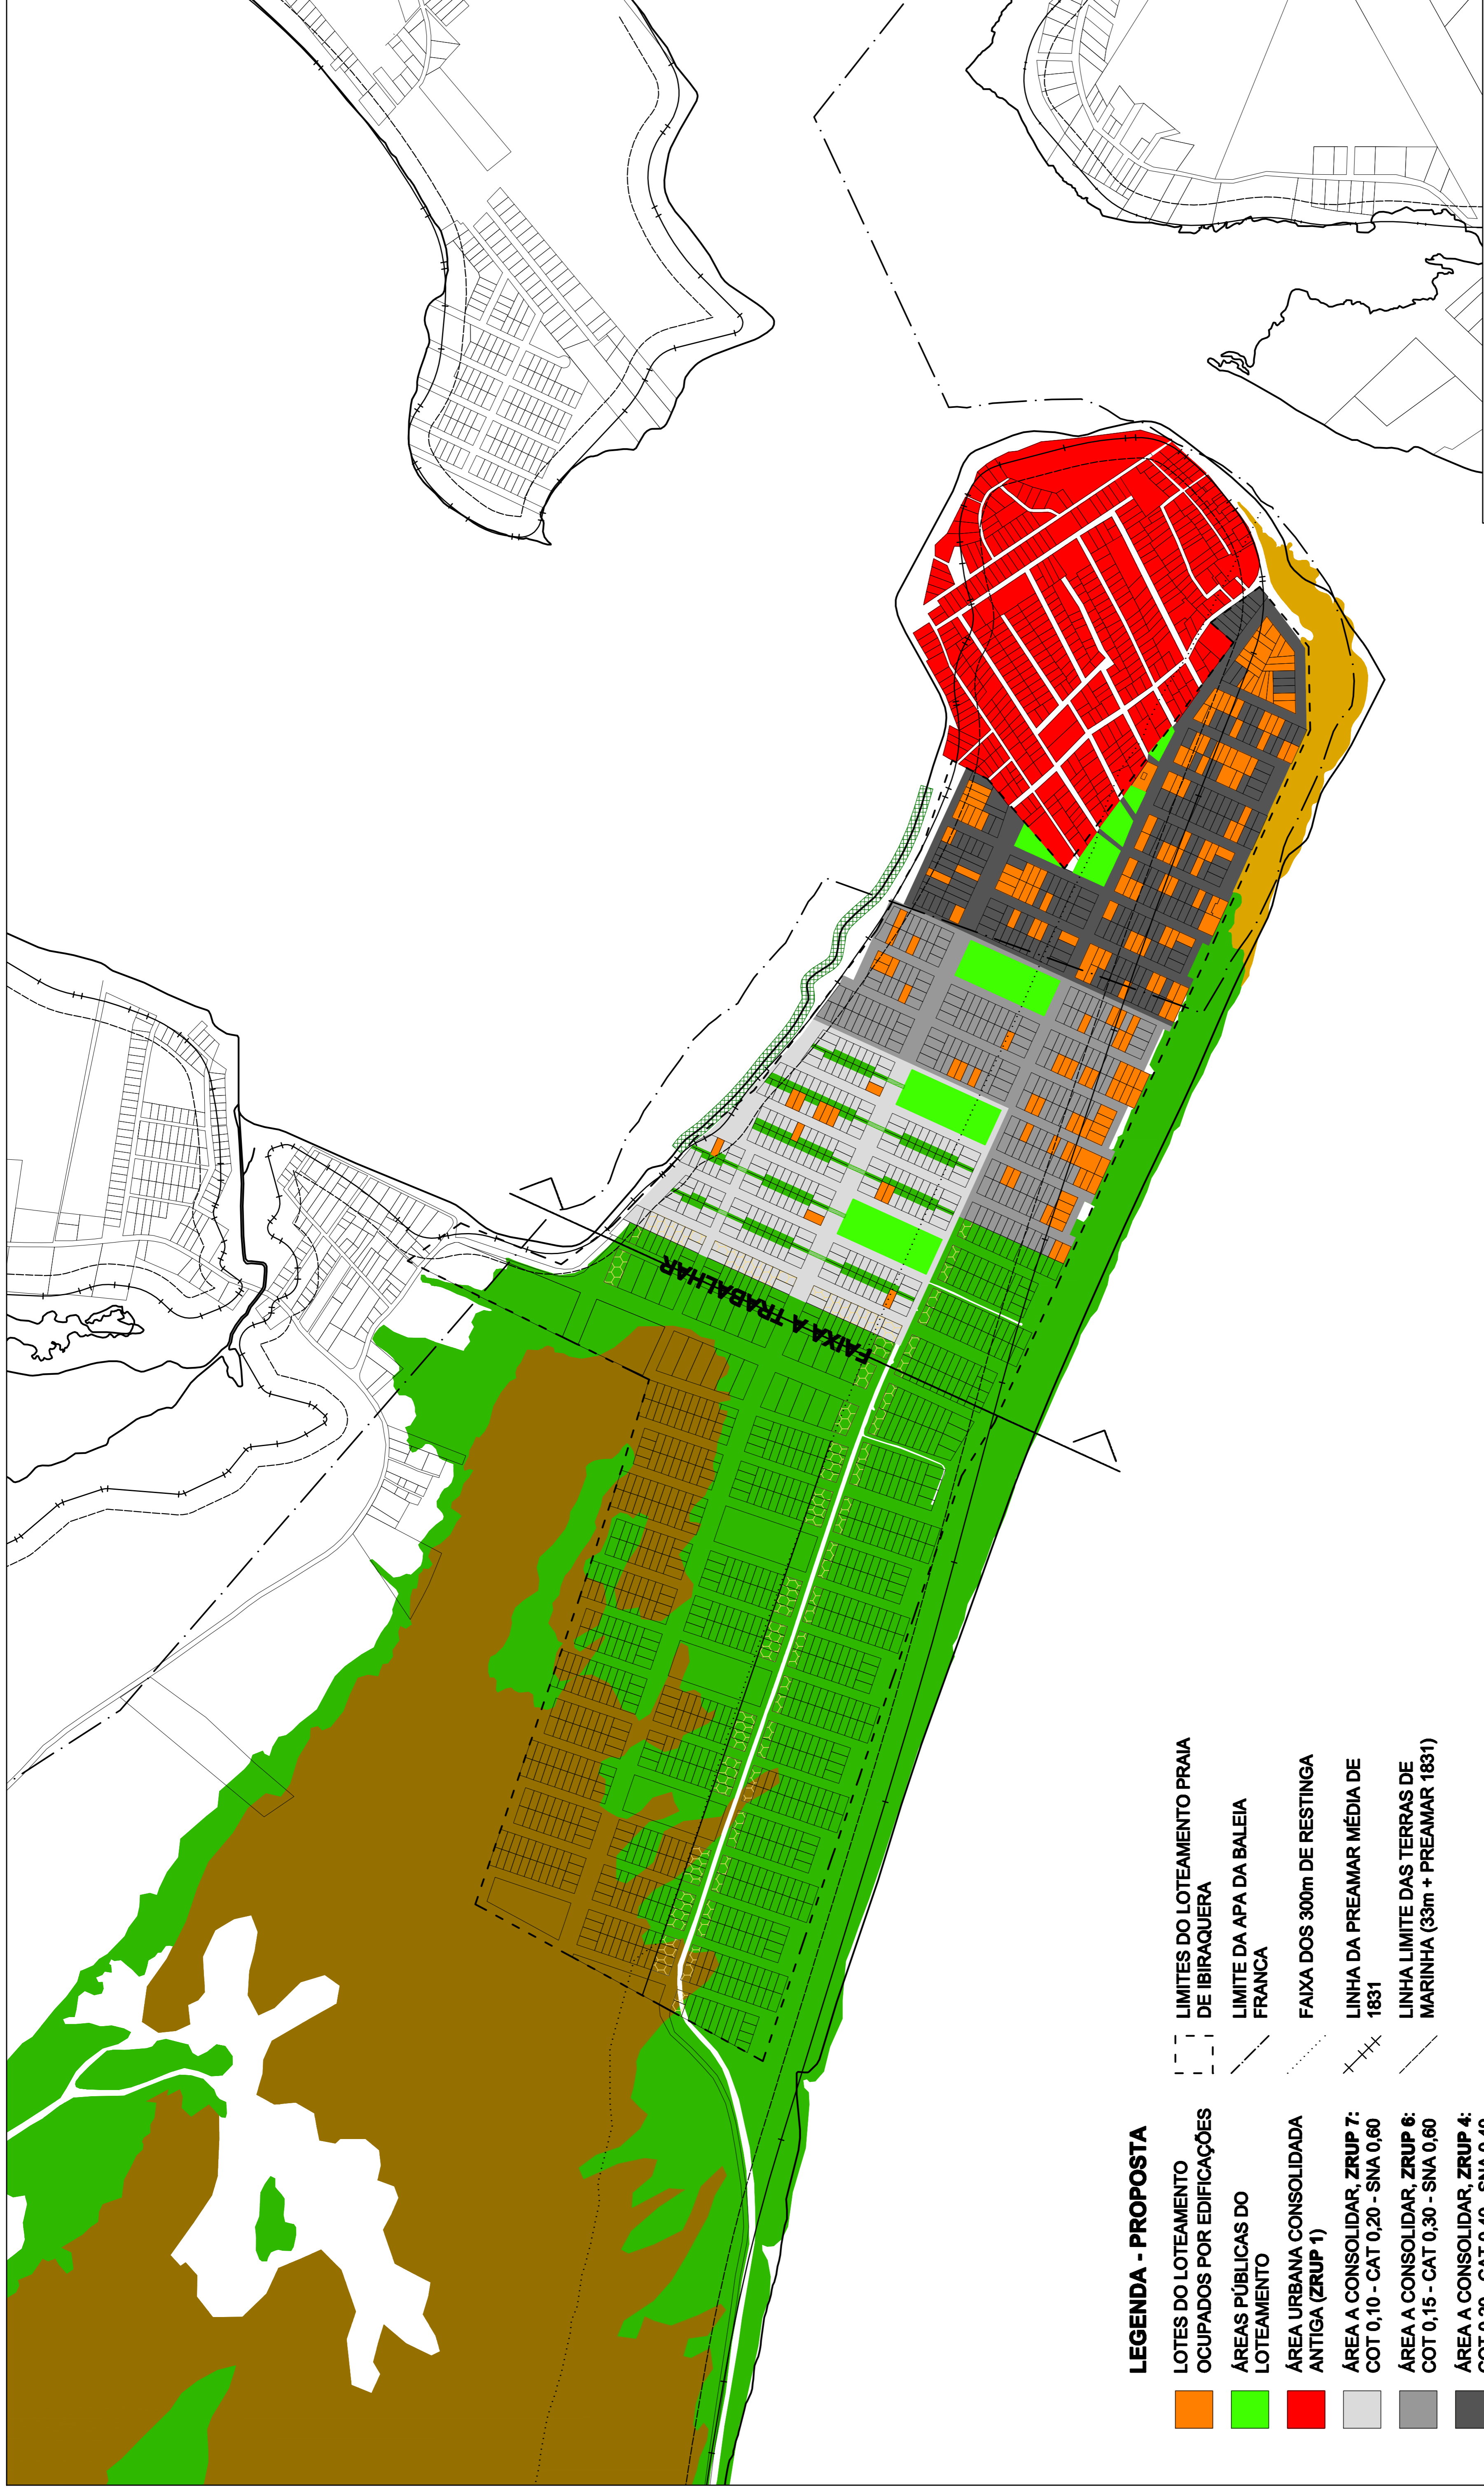 FAIXA A TRABALHAR
LEGENDA - PROPOSTA
LOTES DO LOTEAMENTO
OCUPADOS POR EDIFICAÇÕES
ÁREAS PÚBLICAS DO
LOTEAMENTO
ÁREA URBANA CONSOLIDADA
ANTIGA (ZRUP 1)
ÁREA A CONSOLIDAR, ZRUP 7:
COT 0,10 - CAT 0,20 - SNA 0,60
ÁREA A CONSOLIDAR, ZRUP 6:
COT 0,15 - CAT 0,30 - SNA 0,60
ÁREA A CONSOLIDAR, ZRUP 4:
LIMITES DO LOTEAMENTO PRAIA
DE IBIRAQUERA
LIMITE DA APA DA BALEIA
FRANCA
FAIXA DOS 300m DE RESTINGA
LINHA DA PREAMAR MÉDIA DE
1831
LINHA LIMITE DAS TERRAS DE
MARINHA (33m + PREAMAR 1831)